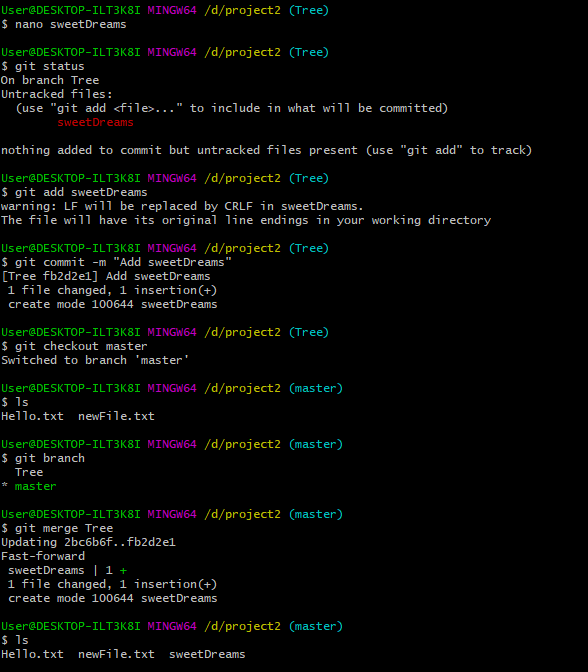 User@DESKTOP-ILT3K8I MINGW64 /d/project2 (Tree)
$ nano sweetDreams
User@DESKTOP-ILT3K8I MINGW64 /d/project2 (Tree)
$ git status
On branch Tree
Untracked files:
  (use "git add <file>..." to include in what will be committed)
        sweetDreams
nothing added to commit but untracked files present (use "git add" to track)
User@DESKTOP-ILT3K8I MINGW64 /d/project2 (Tree)
$ git add sweetDreams
warning: LF will be replaced by CRLF in sweetDreams.
The file will have its original line endings in your working directory
User@DESKTOP-ILT3K8I MINGW64 /d/project2 (Tree)
$ git commit -m "Add sweetDreams"
[Tree fb2d2e1] Add sweetDreams
 1 file changed, 1 insertion(+)
 create mode 100644 sweetDreams
User@DESKTOP-ILT3K8I MINGW64 /d/project2 (Tree)
$ git checkout master
Switched to branch 'master'
User@DESKTOP-ILT3K8I MINGW64 /d/project2 (master)
$ ls
Hello.txt  newFile.txt
User@DESKTOP-ILT3K8I MINGW64 /d/project2 (master)
$ git branch
  Tree
* master
User@DESKTOP-ILT3K8I MINGW64 /d/project2 (master)
$ git merge Tree
Updating 2bc6b6f..fb2d2e1
Fast-forward
 sweetDreams | 1 +
 1 file changed, 1 insertion(+)
 create mode 100644 sweetDreams
User@DESKTOP-ILT3K8I MINGW64 /d/project2 (master)
$ ls
Hello.txt  newFile.txt  sweetDreams